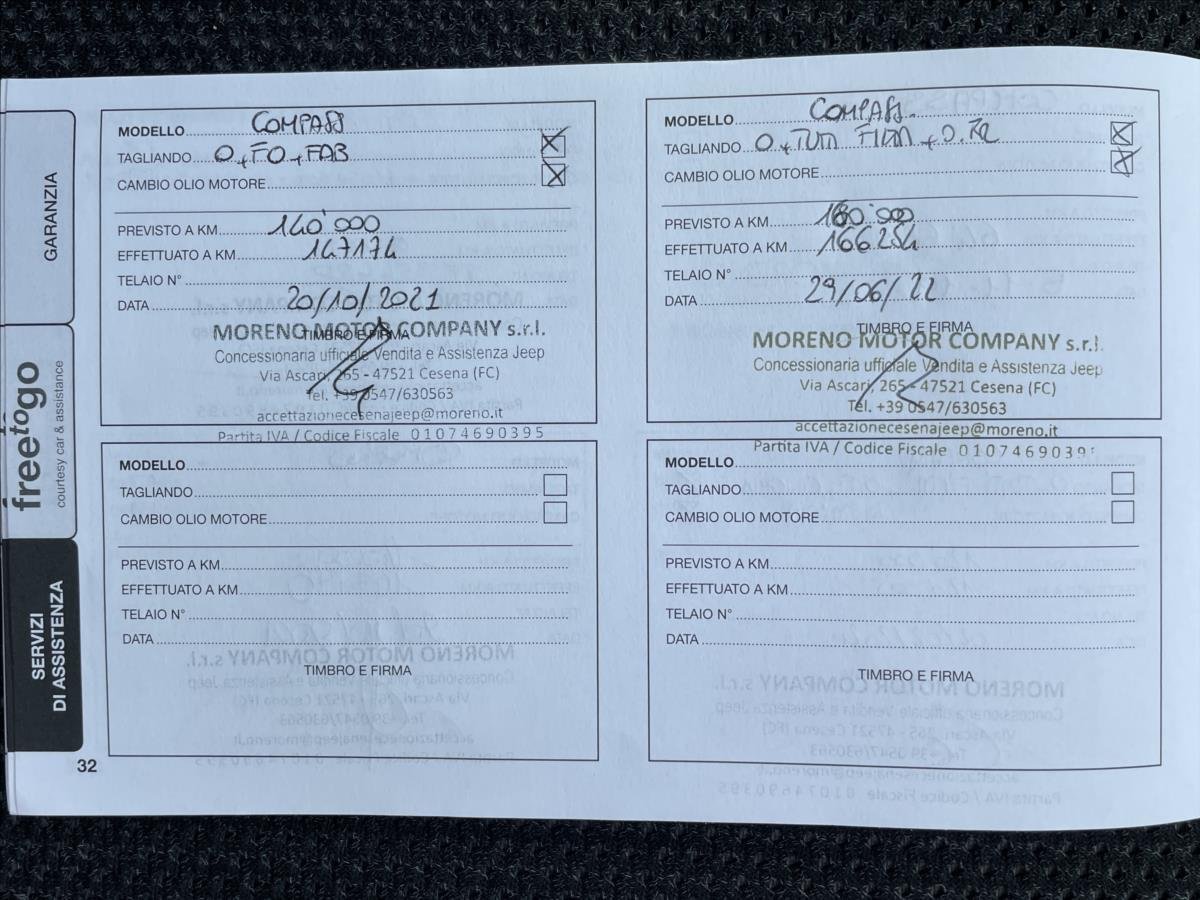 GARANZIA
freetogo
courtesy car & assistance
SERVIZI
DI ASSISTENZA
MODELLO COMPASS
TAGLIANDO O+FO+FAB
CAMBIO OLIO MOTORE
PREVISTO A KM 140'000
EFFETTUATO A KM 147174
TELAIO N°
DATA 20/10/2021
TIMBRO E FIRMA
MORENO MOTOR COMPANY s.r.l.
Concessionaria ufficiale Vendita e Assistenza Jeep
Via Ascari, 265 - 47521 Cesena (FC)
Tel. +39 0547/630563
accettazionecesenajeep@moreno.it
Partita IVA / Codice Fiscale 01074690395
MODELLO COMPASS.
TAGLIANDO O+TUTTI FILTRI+O.
CAMBIO OLIO MOTORE
PREVISTO A KM 160'000
EFFETTUATO A KM 166254
TELAIO N°
DATA 29/06/22
TIMBRO E FIRMA
MORENO MOTOR COMPANY s.r.l.
Concessionaria ufficiale Vendita e Assistenza Jeep
Via Ascari, 265 - 47521 Cesena (FC)
Tel. +39 0547/630563
accettazionecesenajeep@moreno.it
Partita IVA / Codice Fiscale 0107469039
MODELLO
TAGLIANDO
CAMBIO OLIO MOTORE
PREVISTO A KM
EFFETTUATO A KM
TELAIO N°
DATA
TIMBRO E FIRMA
MODELLO
TAGLIANDO
CAMBIO OLIO MOTORE
PREVISTO A KM
EFFETTUATO A KM
TELAIO N°
DATA
TIMBRO E FIRMA
32